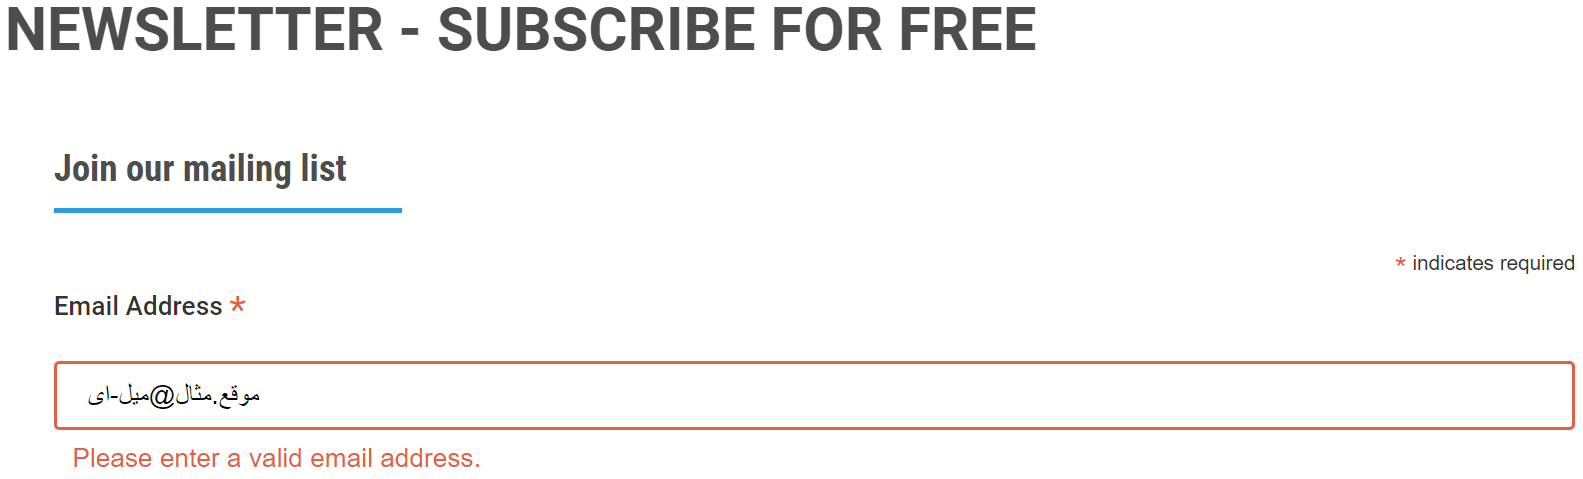 NEWSLETTER - SUBSCRIBE FOR FREE
Join our mailing list
* indicates required
Email Address *
موقع.مثال@میل-ای
Please enter a valid email address.